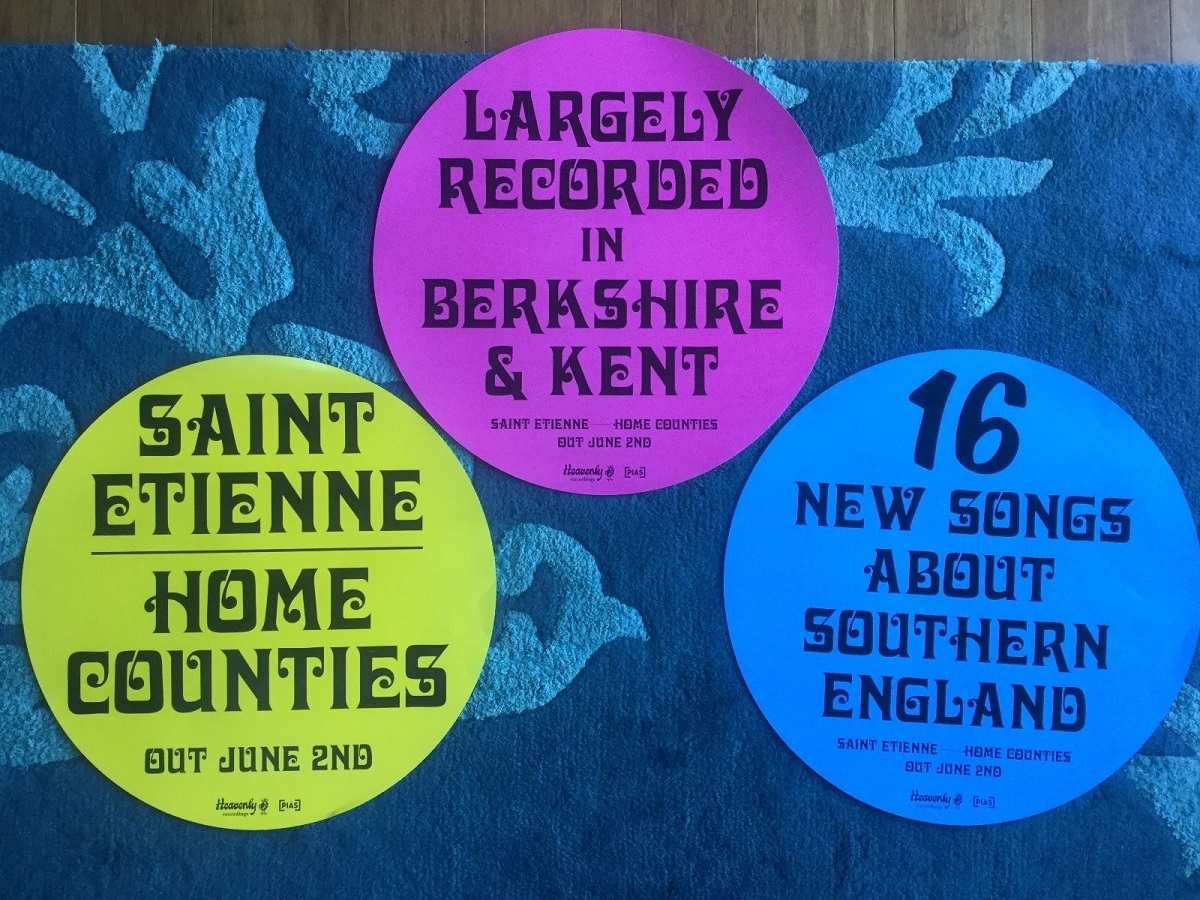 LARGELY
RECORDED
IN
BERKSHIRE
& KENT
SAINT ETIENNE — HOME COUNTIES
OUT JUNE 2ND
Heavenly
recordings
[PIAS]
SAINT
ETIENNE
HOME
COUNTIES
OUT JUNE 2ND
Heavenly
recordings
[PIAS]
16
NEW SONGS
ABOUT
SOUTHERN
ENGLAND
SAINT ETIENNE — HOME COUNTIES
OUT JUNE 2ND
Heavenly
recordings
[PIAS]